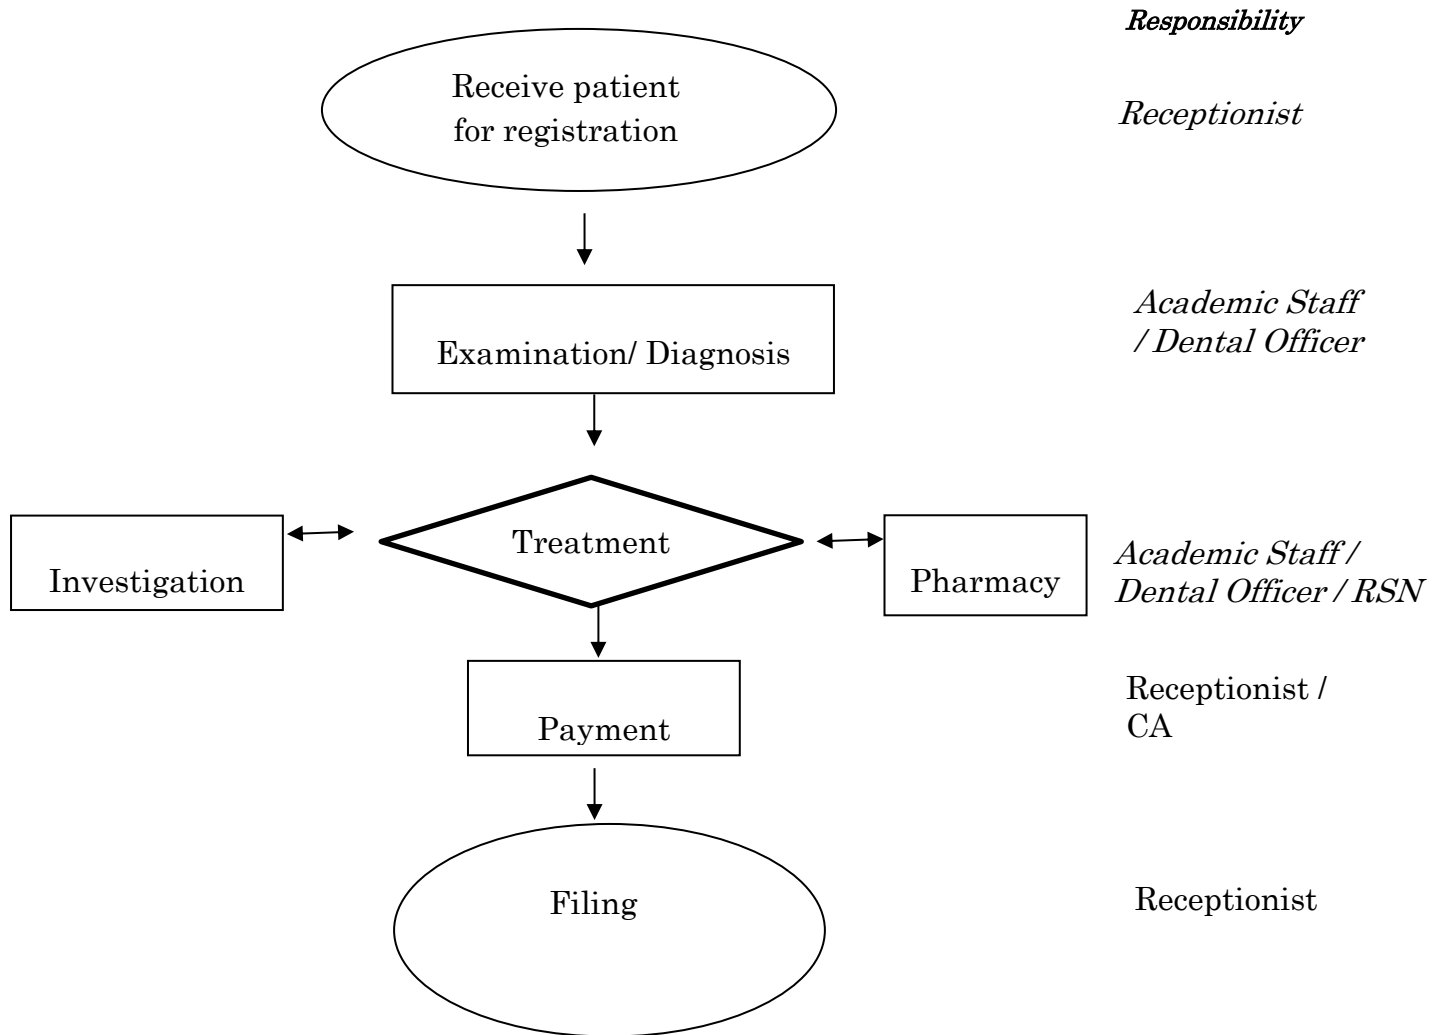 Responsibility
Receive patient
for registration
Receptionist
Examination/ Diagnosis
Academic Staff
/ Dental Officer
Investigation
Treatment
Pharmacy
Academic Staff /
Dental Officer / RSN
Payment
Receptionist /
CA
Filing
Receptionist